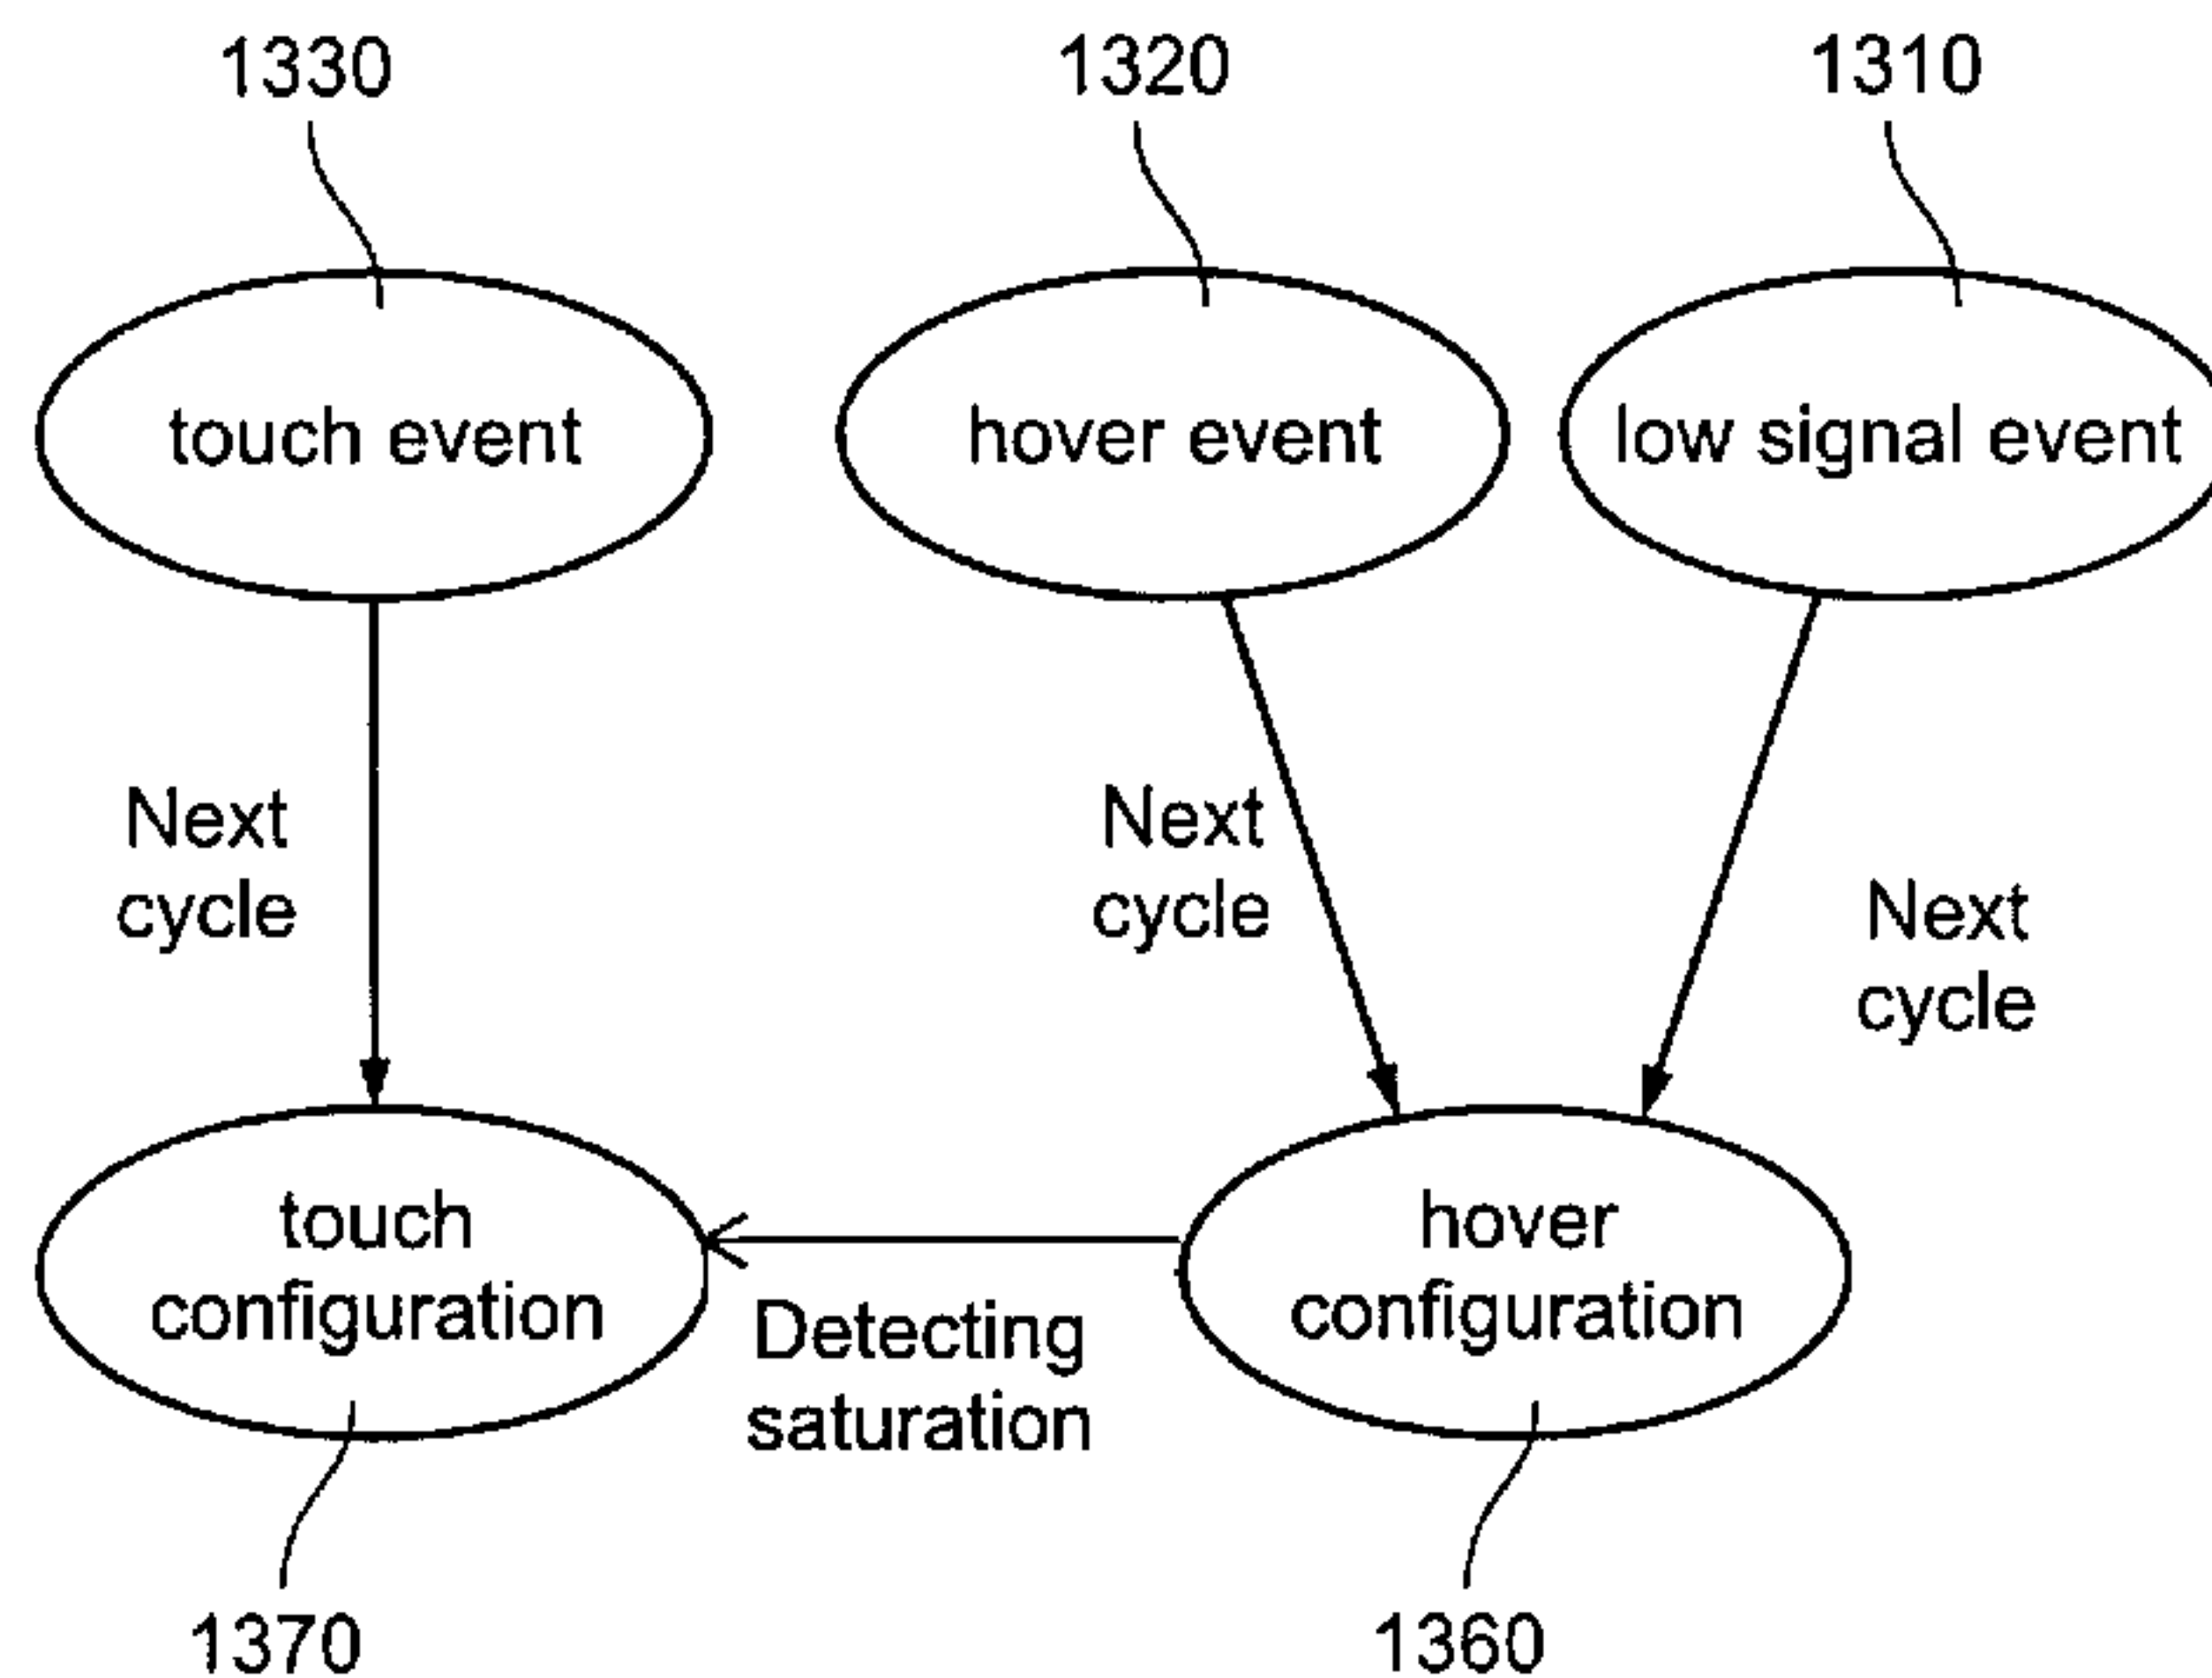 1330
1320
1310
touch event
hover event
low signal event
Next
cycle
Next
cycle
Next
cycle
touch
configuration
Detecting
saturation
hover
configuration
1370
1360